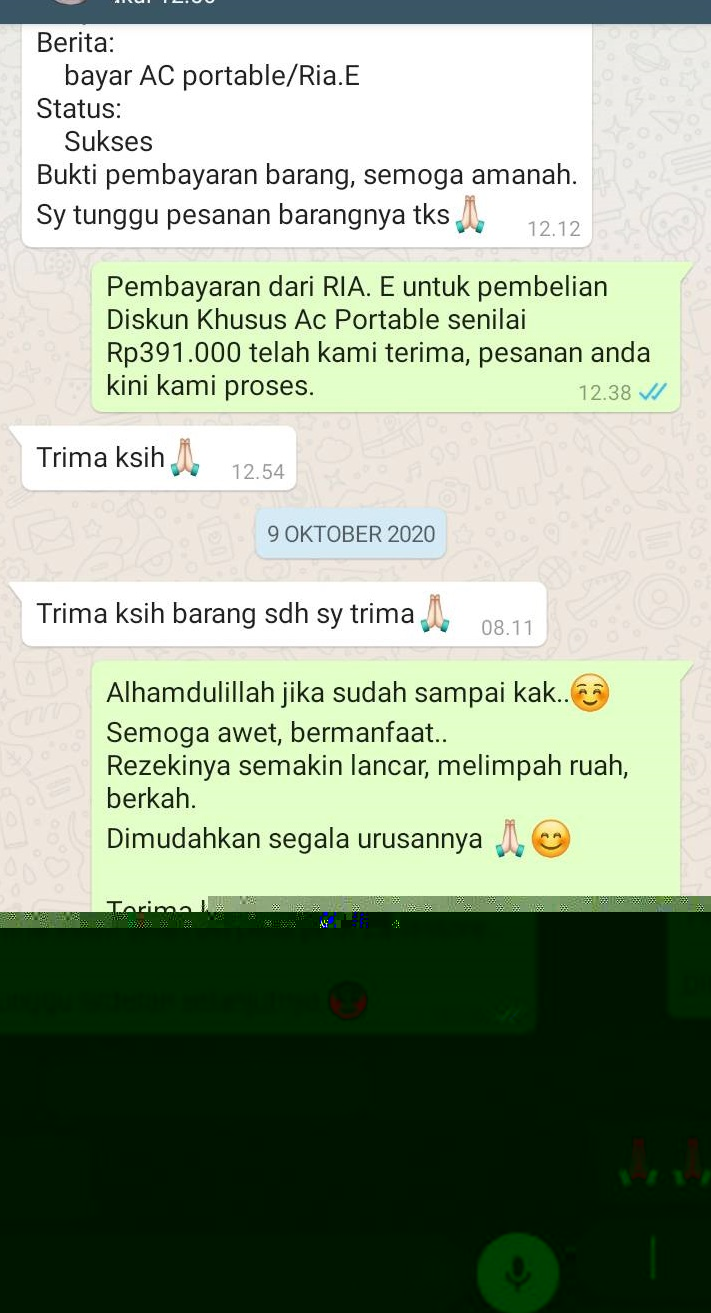 Berita:
bayar AC portable/Ria.E
Status:
Sukses
Bukti pembayaran barang, semoga amanah.
Sy tunggu pesanan barangnya tks🙏 12.12
Pembayaran dari RIA. E untuk pembelian
Diskun Khusus Ac Portable senilai
Rp391.000 telah kami terima, pesanan anda
kini kami proses. 12.38
Trima ksih🙏 12.54
9 OKTOBER 2020
Trima ksih barang sdh sy trima🙏 08.11
Alhamdulillah jika sudah sampai kak..☺️
Semoga awet, bermanfaat..
Rezekinya semakin lancar, melimpah ruah,
berkah.
Dimudahkan segala urusannya 🙏😊
Terima